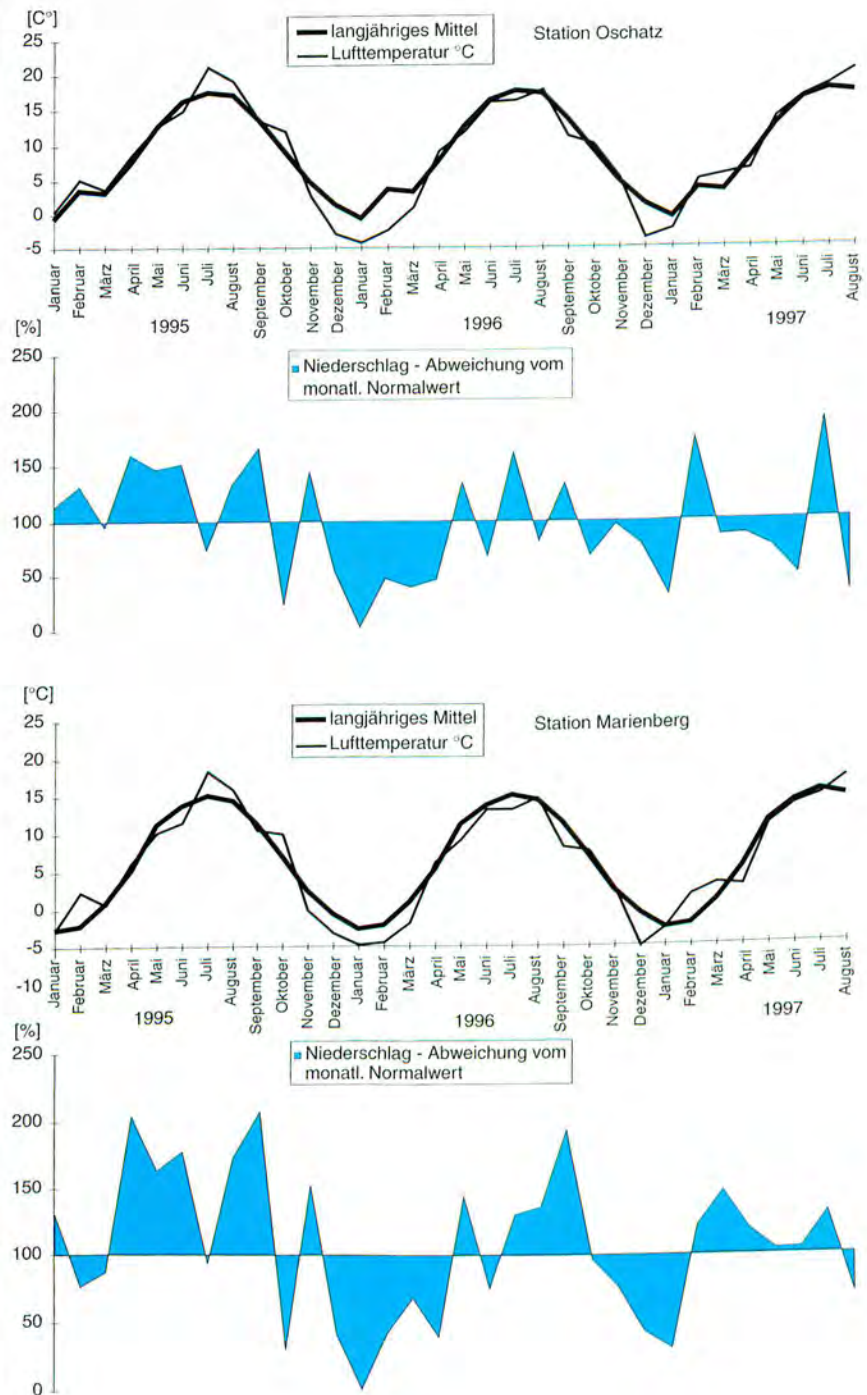 [C°]
langjähriges Mittel
Lufttemperatur °C
Station Oschatz
25
20
15
10
5
0
-5
Januar
Februar
März
April
Mai
Juni
Juli
August
September
Oktober
November
Dezember
Januar
Februar
März
April
Mai
Juni
Juli
August
September
Oktober
November
Dezember
Januar
Februar
März
April
Mai
Juni
Juli
August
1995
1996
1997
[%]
Niederschlag - Abweichung vom
monatl. Normalwert
250
200
150
100
50
0
[°C]
langjähriges Mittel
Lufttemperatur °C
Station Marienberg
25
20
15
10
5
0
-5
-10
Januar
Februar
März
April
Mai
Juni
Juli
August
September
Oktober
November
Dezember
Januar
Februar
März
April
Mai
Juni
Juli
August
September
Oktober
November
Dezember
Januar
Februar
März
April
Mai
Juni
Juli
August
1995
1996
1997
[%]
Niederschlag - Abweichung vom
monatl. Normalwert
250
200
150
100
50
0